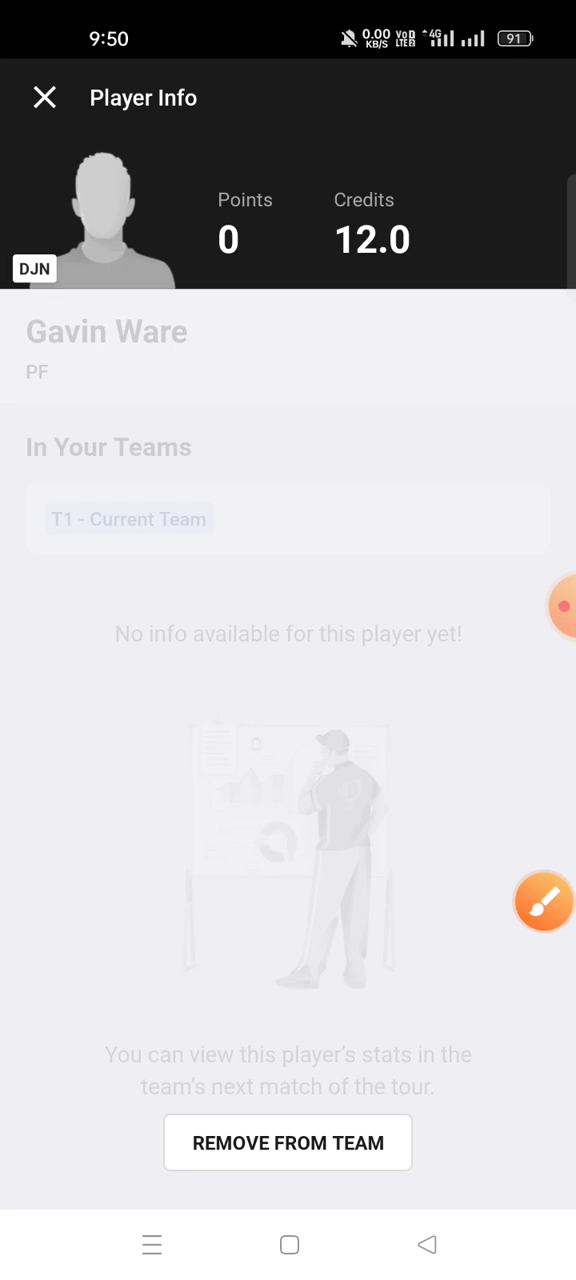 9:50
0.00
KB/S
Vo
LTE 2
4G
91
Player Info
Points
Credits
0
12.0
DJN
Gavin Ware
PF
In Your Teams
T1 - Current Team
No info available for this player yet!
You can view this player's stats in the
team's next match of the tour.
REMOVE FROM TEAM